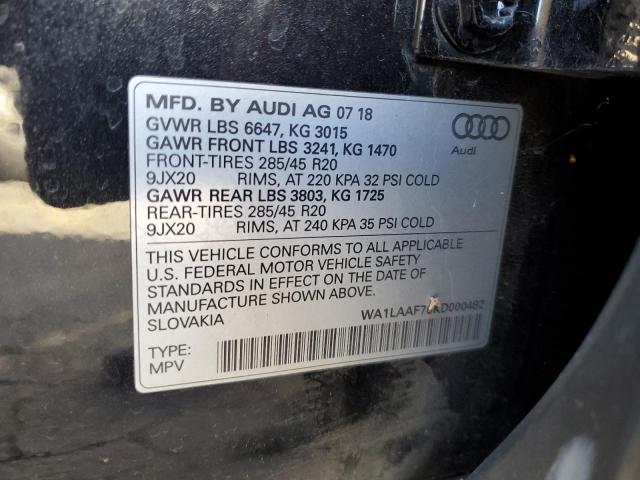 MFD. BY AUDI AG 07 18
GVWR LBS 6647, KG 3015
GAWR FRONT LBS 3241, KG 1470
FRONT-TIRES 285/45 R20
9JX20 RIMS, AT 220 KPA 32 PSI COLD
GAWR REAR LBS 3803, KG 1725
REAR-TIRES 285/45 R20
9JX20 RIMS, AT 240 KPA 35 PSI COLD
Audi
THIS VEHICLE CONFORMS TO ALL APPLICABLE
U.S. FEDERAL MOTOR VEHICLE SAFETY
STANDARDS IN EFFECT ON THE DATE OF
MANUFACTURE SHOWN ABOVE.
SLOVAKIA
TYPE:
MPV